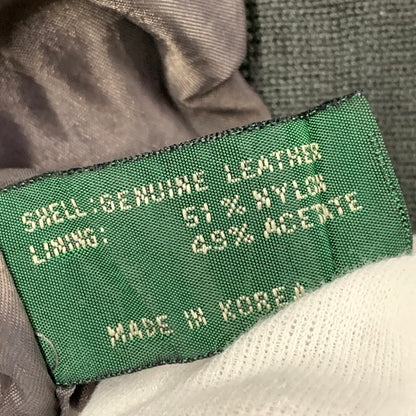 SHELL: GENUINE LEATHER
LINING: 51% NYLON
49% ACETATE
MADE IN KOREA